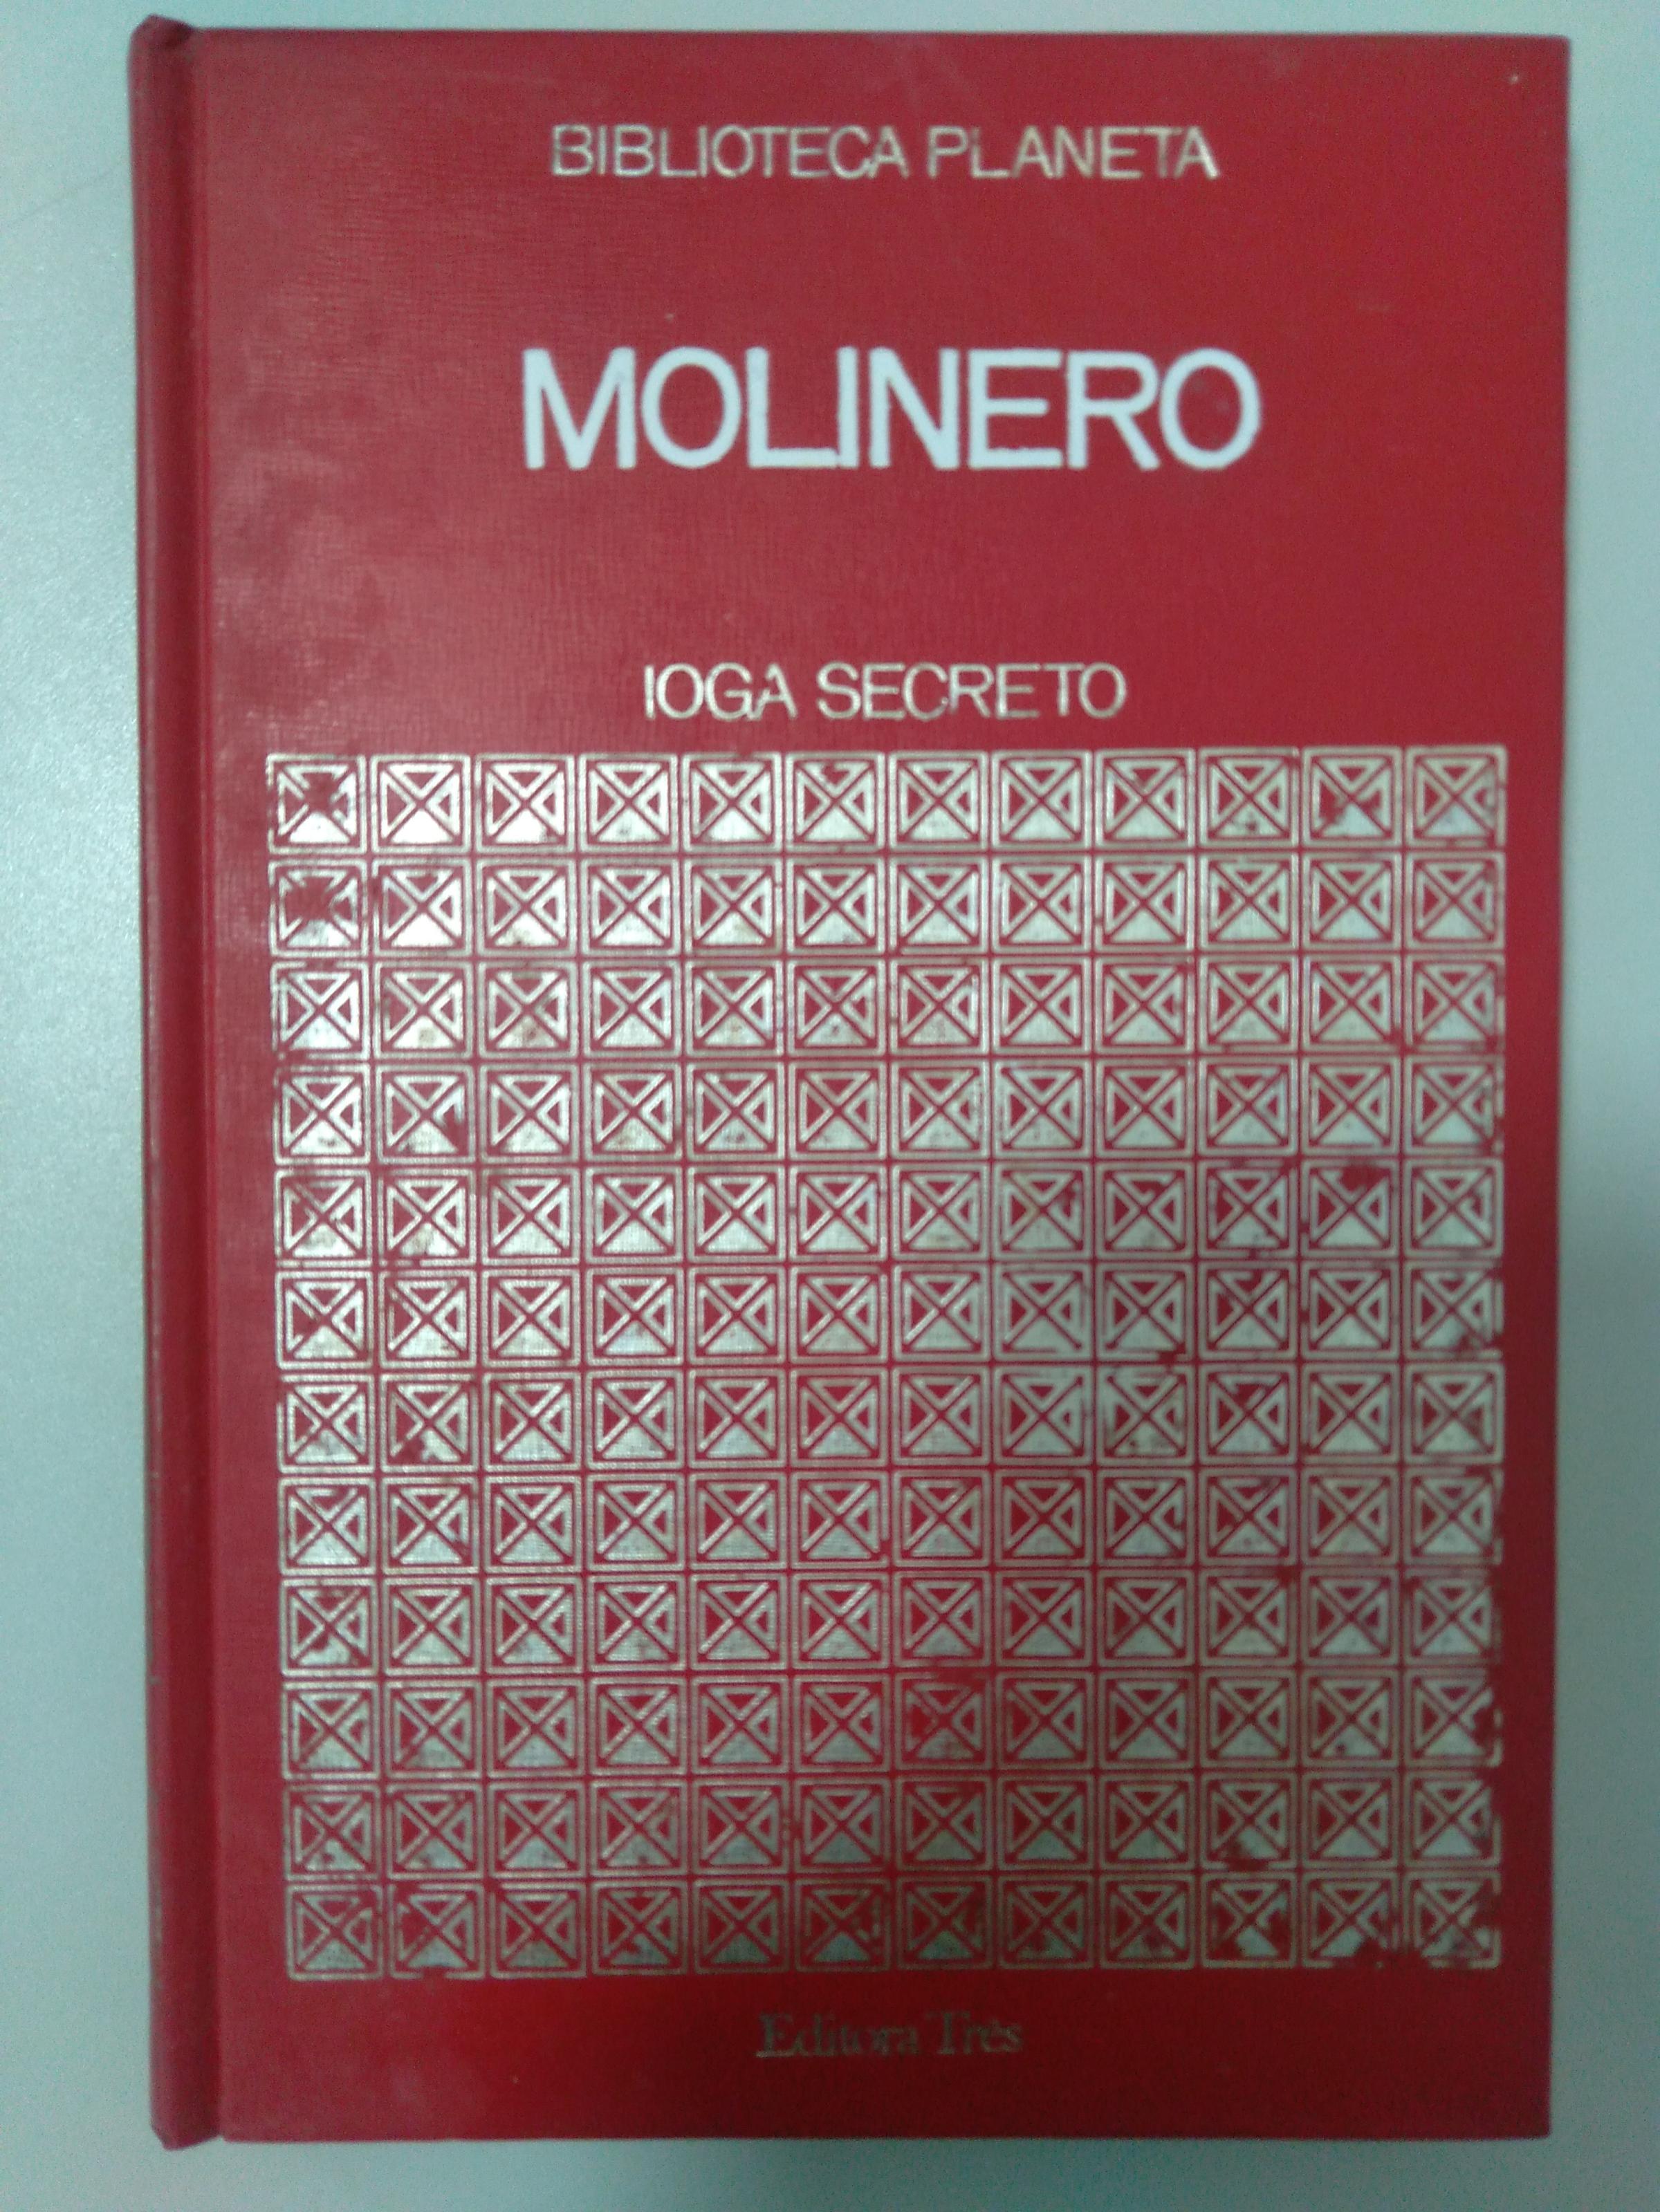 BIBLIOTECA PLANETA
MOLINERO
IOGA SECRETO
Editora Três